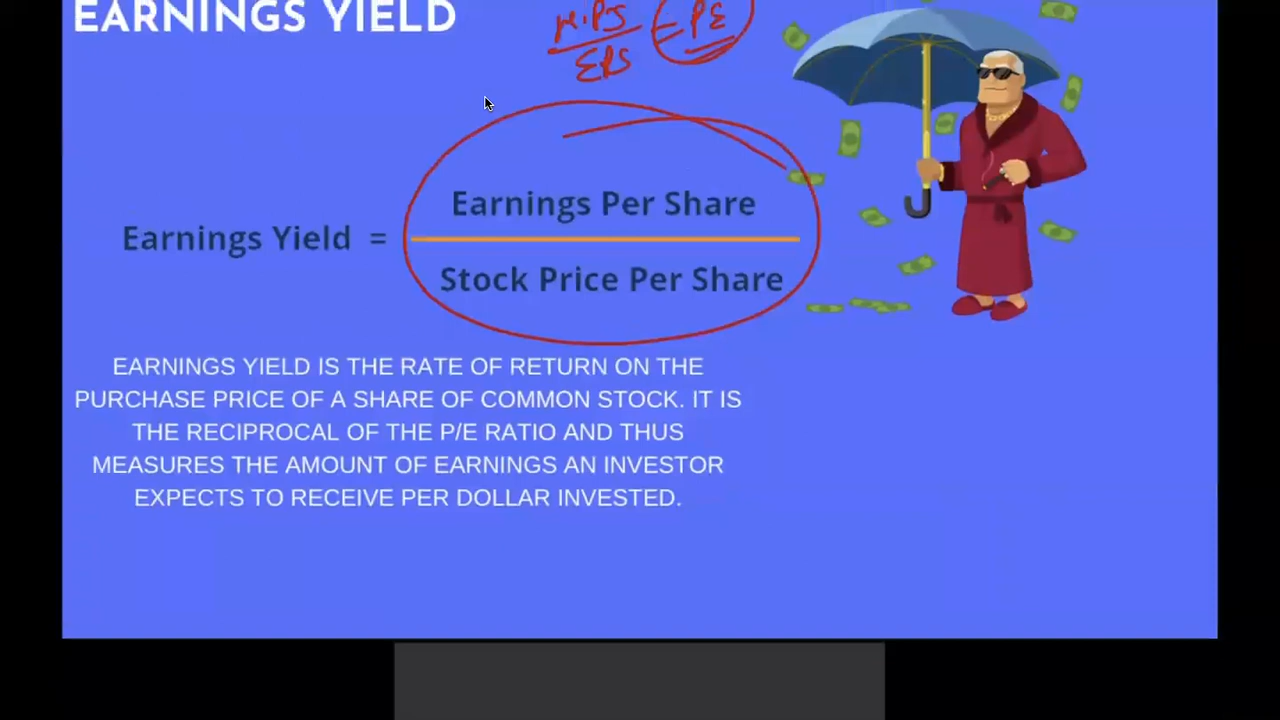 EARNINGS YIELD
M.PS
EPS
= PE
Earnings Per Share
Earnings Yield =
Stock Price Per Share
EARNINGS YIELD IS THE RATE OF RETURN ON THE
PURCHASE PRICE OF A SHARE OF COMMON STOCK. IT IS
THE RECIPROCAL OF THE P/E RATIO AND THUS
MEASURES THE AMOUNT OF EARNINGS AN INVESTOR
EXPECTS TO RECEIVE PER DOLLAR INVESTED.